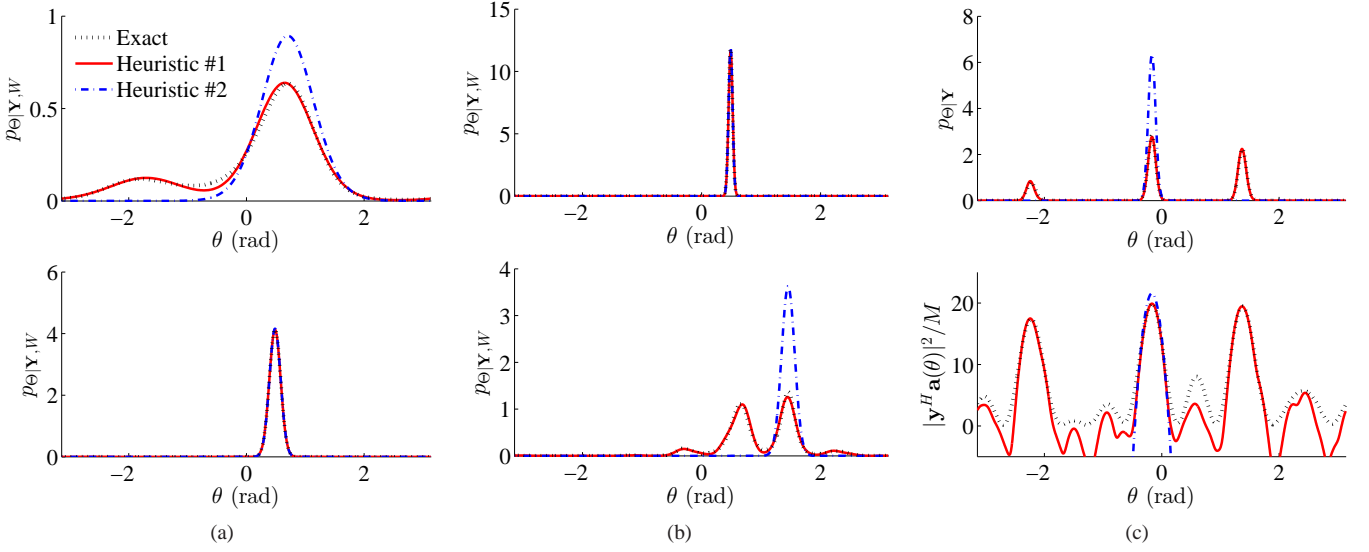 1
0.5
0
−2
0
2
p_{Θ|Y,W}
θ (rad)
Exact
Heuristic #1
Heuristic #2
15
10
5
0
−2
0
2
p_{Θ|Y,W}
θ (rad)
8
6
4
2
0
−2
0
2
p_{Θ|Y}
θ (rad)
6
4
2
0
−2
0
2
p_{Θ|Y,W}
θ (rad)
(a)
4
3
2
1
0
−2
0
2
p_{Θ|Y,W}
θ (rad)
(b)
20
10
0
−2
0
2
|y^H a(θ)|^2/M
θ (rad)
(c)